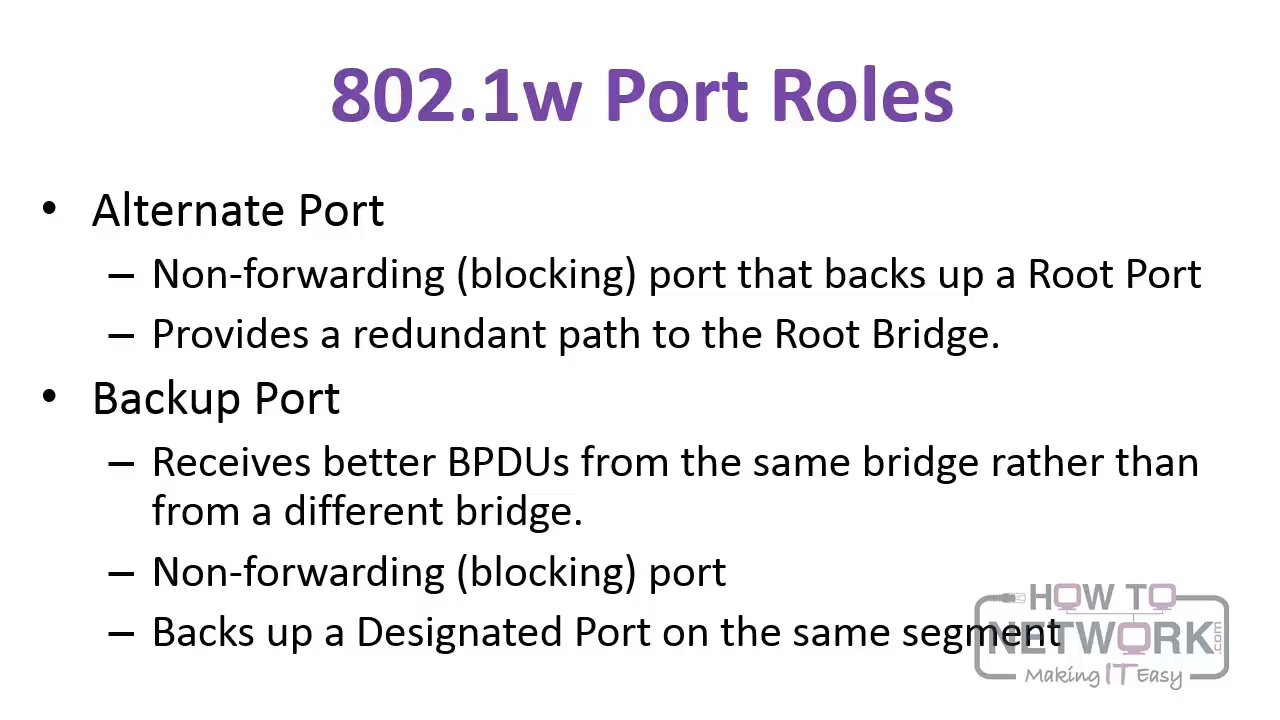 802.1w Port Roles
• Alternate Port
– Non-forwarding (blocking) port that backs up a Root Port
– Provides a redundant path to the Root Bridge.
• Backup Port
– Receives better BPDUs from the same bridge rather than
from a different bridge.
– Non-forwarding (blocking) port
– Backs up a Designated Port on the same segment
HOW TO
NETWORK.com
Making IT Easy